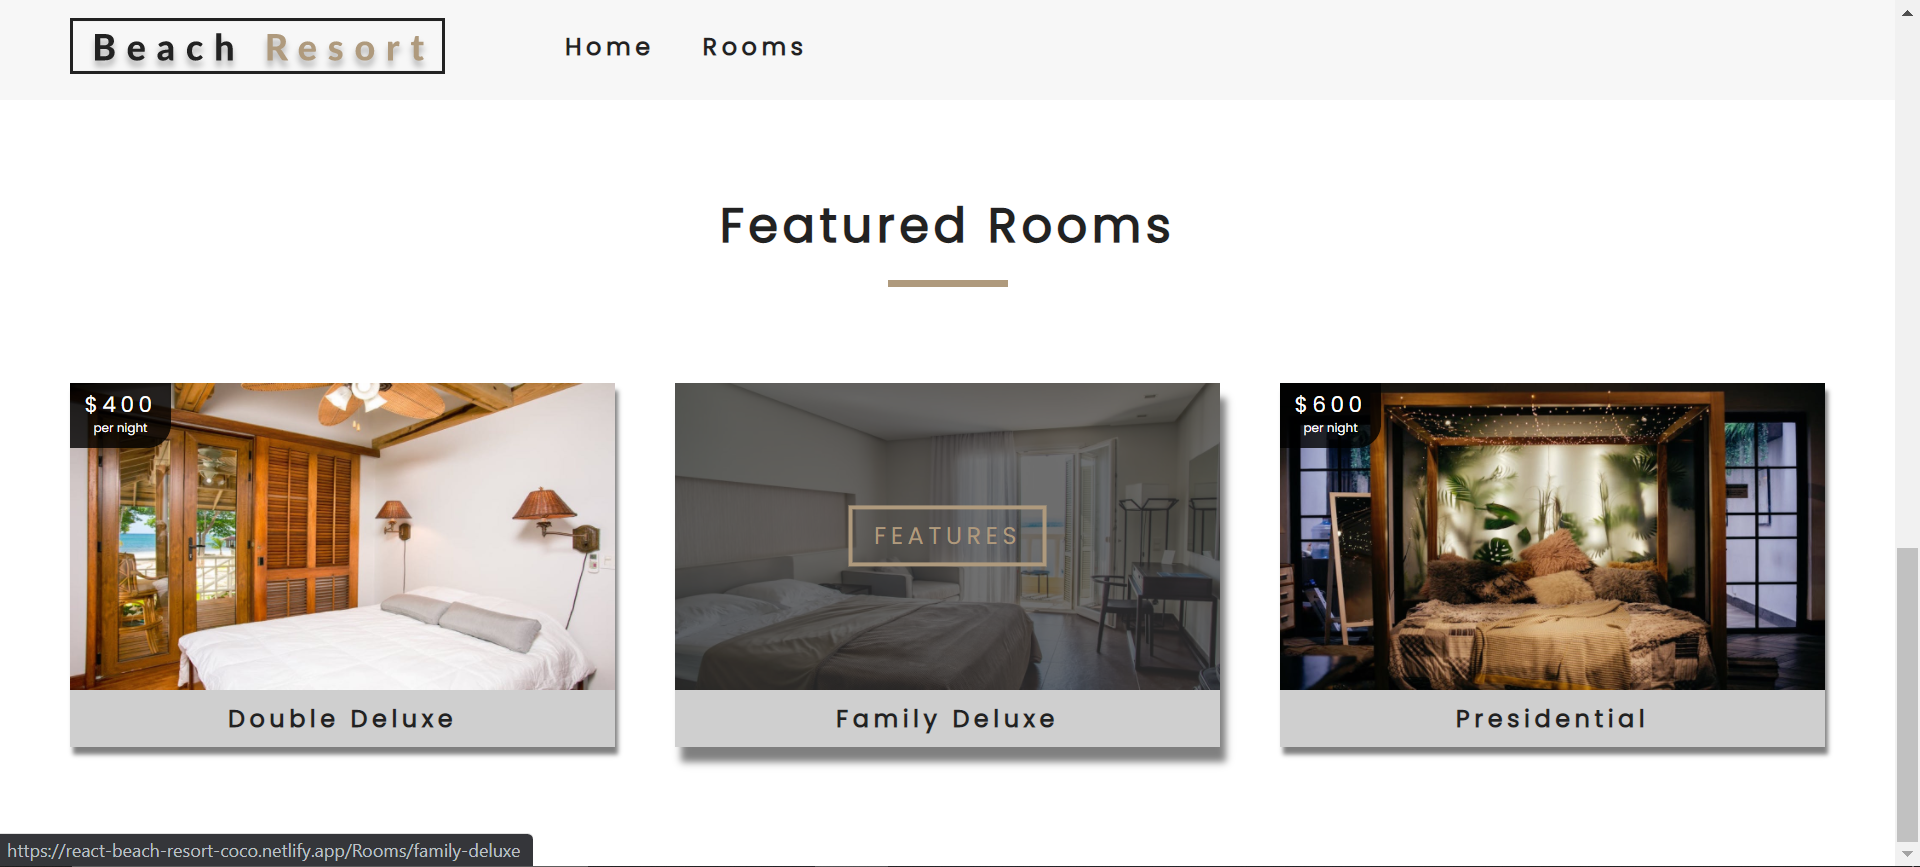 Beach Resort
Home
Rooms
Featured Rooms
$400
per night
FEATURES
$600
per night
Double Deluxe
Family Deluxe
Presidential
https://react-beach-resort-coco.netlify.app/Rooms/family-deluxe